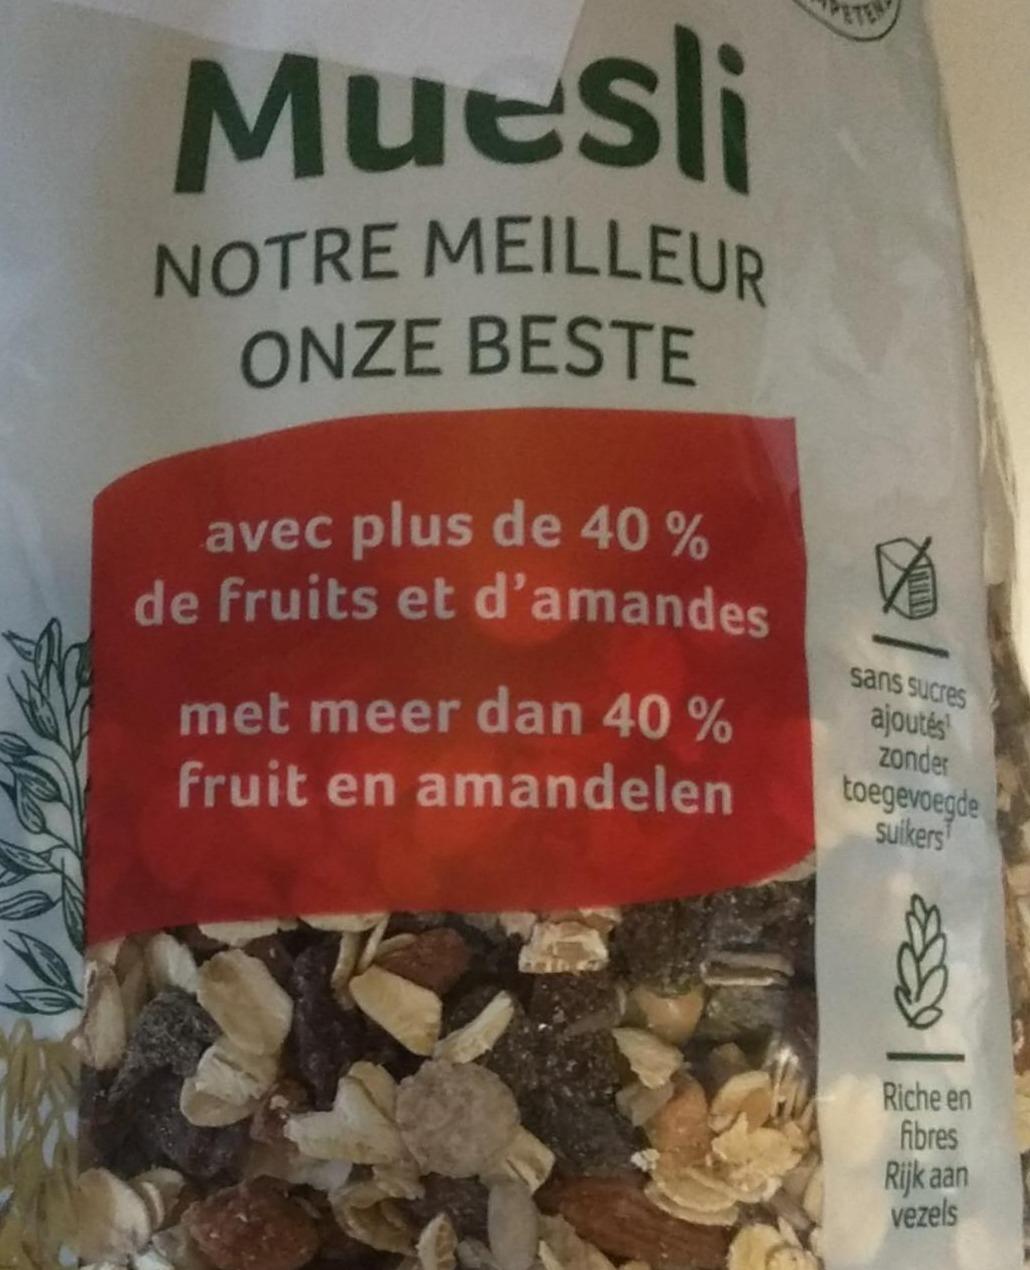 Muesli
NOTRE MEILLEUR
ONZE BESTE
avec plus de 40 %
de fruits et d'amandes
met meer dan 40 %
fruit en amandelen
sans sucres
ajoutés¹
zonder
toegevoegde
suikers¹
Riche en
fibres
Rijk aan
vezels